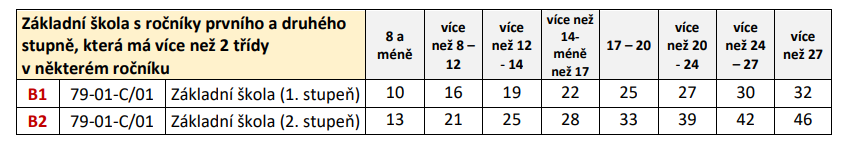 Základní škola s ročníky prvního a druhého
stupně, která má více než 2 třídy
v některém ročníku
8 a
méně
více
než 8 –
12
více
než 12
- 14
více než
14-
méně
než 17
17 – 20
více
než 20
- 24
více
než 24
– 27
více
než 27
B1 79-01-C/01 Základní škola (1. stupeň) 10 16 19 22 25 27 30 32
B2 79-01-C/01 Základní škola (2. stupeň) 13 21 25 28 33 39 42 46